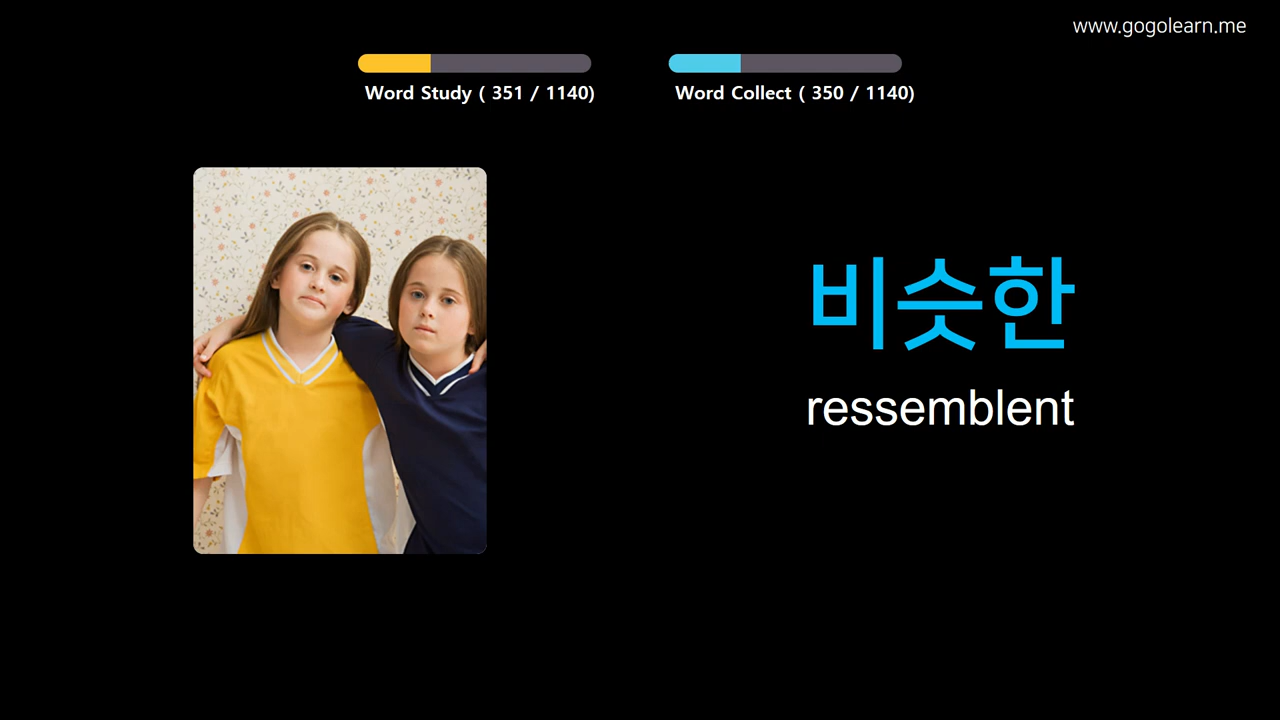 www.gogolearn.me
Word Study ( 351 / 1140)
Word Collect ( 350 / 1140)
비슷한
ressemblent